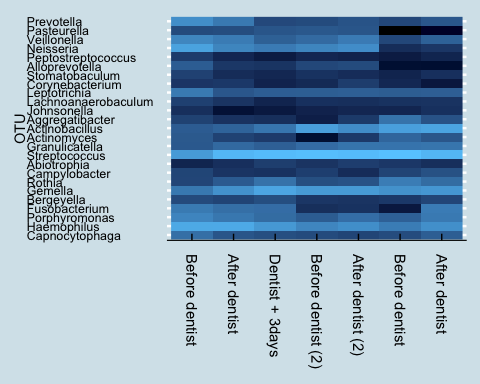 Prevotella
Pasteurella
Veillonella
Neisseria
Peptostreptococcus
Alloprevotella
Stomatobaculum
Corynebacterium
Leptotrichia
Lachnoanaerobaculum
Johnsonella
Aggregatibacter
Actinobacillus
Actinomyces
Granulicatella
Streptococcus
Abiotrophia
Campylobacter
Rothia
Gemella
Bergeyella
Fusobacterium
Porphyromonas
Haemophilus
Capnocytophaga
OTU
Before dentist
After dentist
Dentist + 3days
Before dentist (2)
After dentist (2)
Before dentist
After dentist